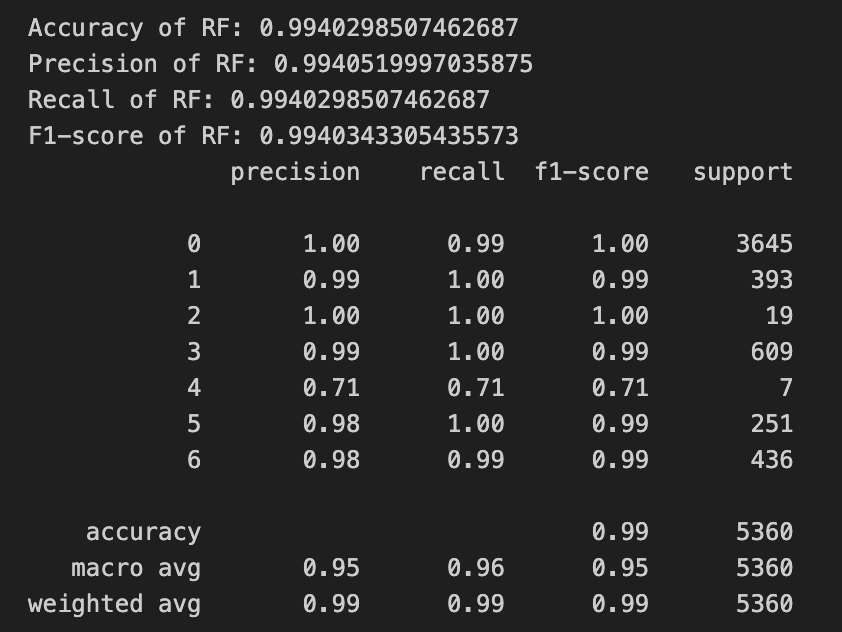 Accuracy of RF: 0.9940298507462687
Precision of RF: 0.9940519997035875
Recall of RF: 0.9940298507462687
F1-score of RF: 0.9940343305435573
precision recall f1-score support
0 1.00 0.99 1.00 3645
1 0.99 1.00 0.99 393
2 1.00 1.00 1.00 19
3 0.99 1.00 0.99 609
4 0.71 0.71 0.71 7
5 0.98 1.00 0.99 251
6 0.98 0.99 0.99 436
accuracy 0.99 5360
macro avg 0.95 0.96 0.95 5360
weighted avg 0.99 0.99 0.99 5360